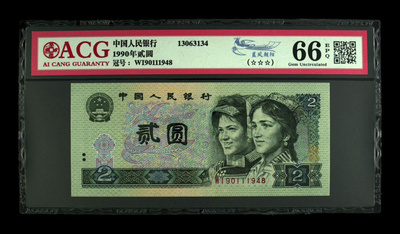 ACG
AI CANG GUARANTY
中国人民银行 13063134
1990年贰圆
冠号: WI90111948
(☆☆☆)
66 EPQ
Gem Uncirculated
中国人民银行
2
贰圆
WI90111948
2
2